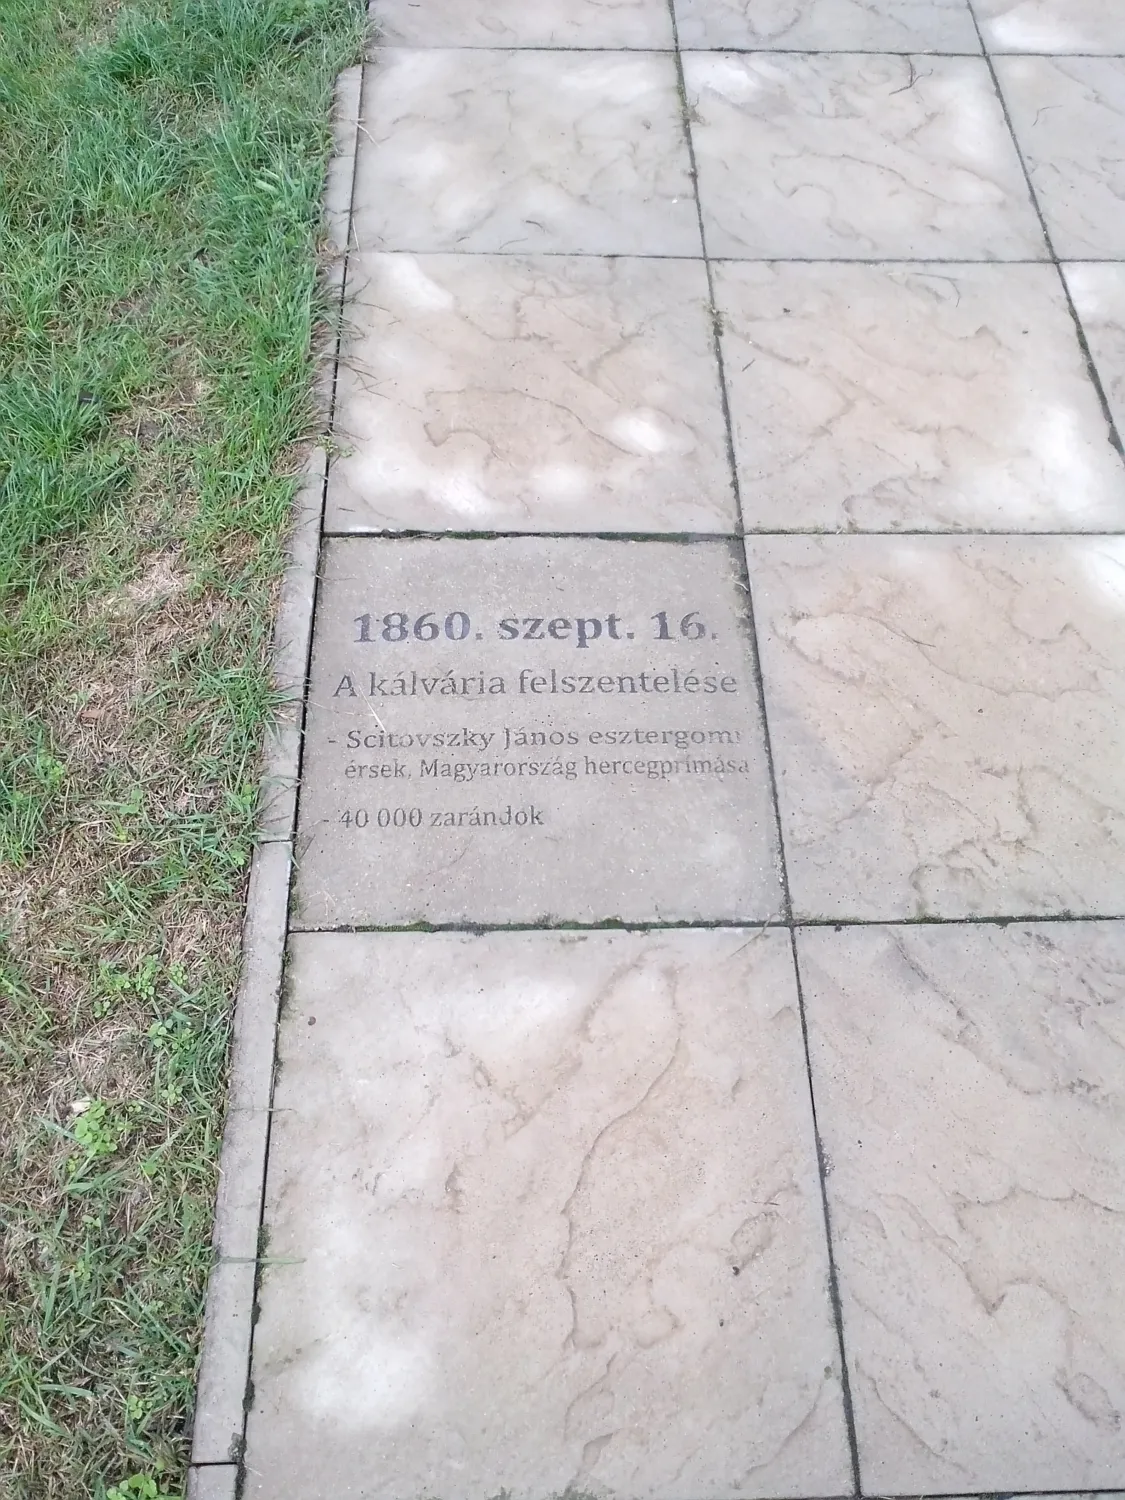 1860. szept. 16.
A kálvária felszentelése
- Scitovszky János esztergomi
érsek, Magyarország hercegprímása
- 40 000 zarándok